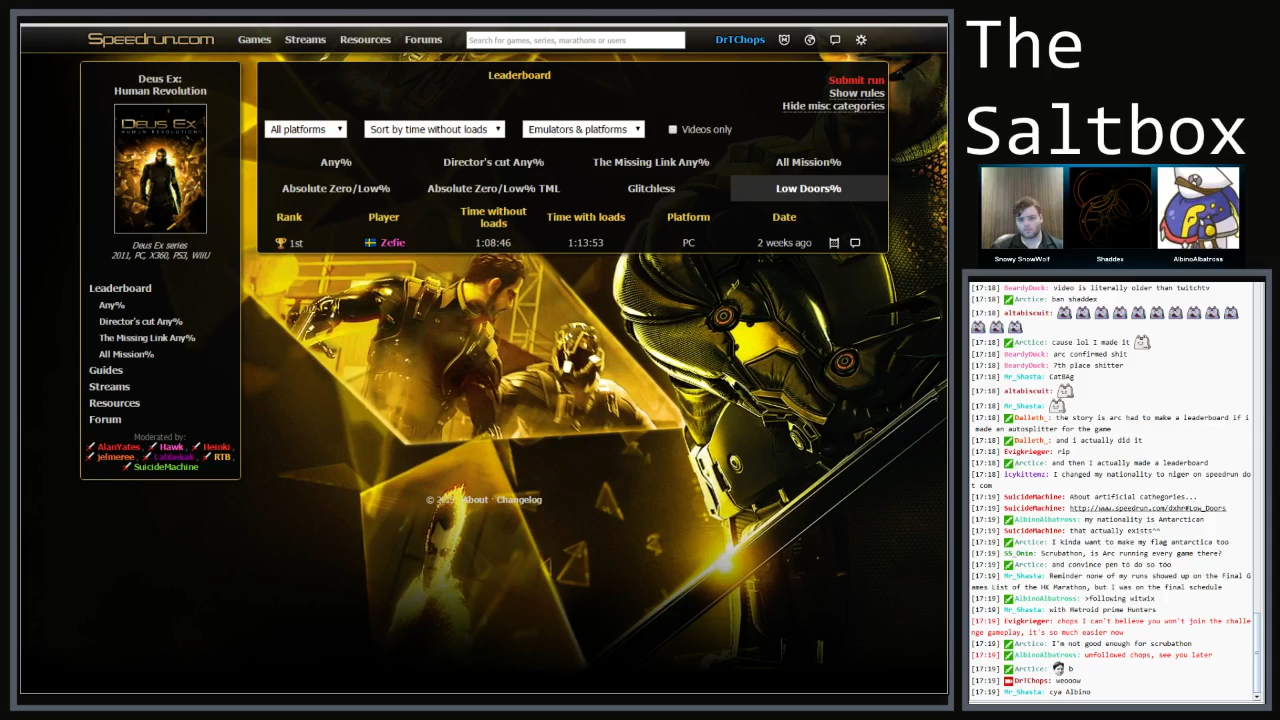 Speedrun.com
Games Streams Resources Forums
Search for games, series, marathons or users
DrTChops
Deus Ex:
Human Revolution
DEUS EX
HUMAN REVOLUTION
Deus Ex series
2011, PC, X360, PS3, WiiU
Leaderboard
Any%
Director's cut Any%
The Missing Link Any%
All Mission%
Guides
Streams
Resources
Forum
Moderated by:
AlanYates , Hawk , Heinki ,
jelmeree , Labbekak , RTB ,
SuicideMachine
Leaderboard
Submit run
Show rules
Hide misc categories
All platforms Sort by time without loads Emulators & platforms Videos only
Any% Director's cut Any% The Missing Link Any% All Mission%
Absolute Zero/Low% Absolute Zero/Low% TML Glitchless Low Doors%
Rank Player Time without loads Time with loads Platform Date
1st Zefie 1:08:46 1:13:53 PC 2 weeks ago
About · Changelog
The
Saltbox
Snowy SnowWolf Shaddex AlbinoAlbatross
[17:18] BeardyDuck: video is literally older than twitchtv
[17:18] Arctice: ban shaddex
[17:18] altabiscuit:
[17:18] Arctice: cause lol I made it
[17:18] BeardyDuck: arc confirmed shit
[17:18] BeardyDuck: 7th place shitter
[17:18] Mr_Shasta: CatBAg
[17:18] altabiscuit:
[17:18] Mr_Shasta:
[17:18] Dalleth_: the story is arc had to make a leaderboard if i
made an autosplitter for the game
[17:18] Dalleth_: and i actually did it
[17:18] Evigkrieger: rip
[17:18] Arctice: and then I actually made a leaderboard
[17:18] icykittemz: I changed my nationality to niger on speedrun do
t com
[17:19] SuicideMachine: About artificial cathegories...
[17:19] SuicideMachine: http://www.speedrun.com/dxhr#Low_Doors
[17:19] AlbinoAlbatross: my nationality is Antarctican
[17:19] SuicideMachine: that actually exists^^
[17:19] Arctice: I kinda want to make my flag antarctica too
[17:19] SS_Onin: Scrubathon, is Arc running every game there?
[17:19] Arctice: and convince pen to do so too
[17:19] Mr_Shasta: Reminder none of my runs showed up on the Final G
ames List of the HK Marathon, but I was on the final schedule
[17:19] AlbinoAlbatross: >following witwix
[17:19] Mr_Shasta: with Metroid prime Hunters
[17:19] Evigkrieger: chops I can't believe you won't join the challe
nge gameplay, it's so much easier now
[17:19] Arctice: I'm not good enough for scrubathon
[17:19] AlbinoAlbatross: unfollowed chops, see you later
[17:19] Arctice: b
[17:19] DrTChops: weooow
[17:19] Mr_Shasta: cya Albino